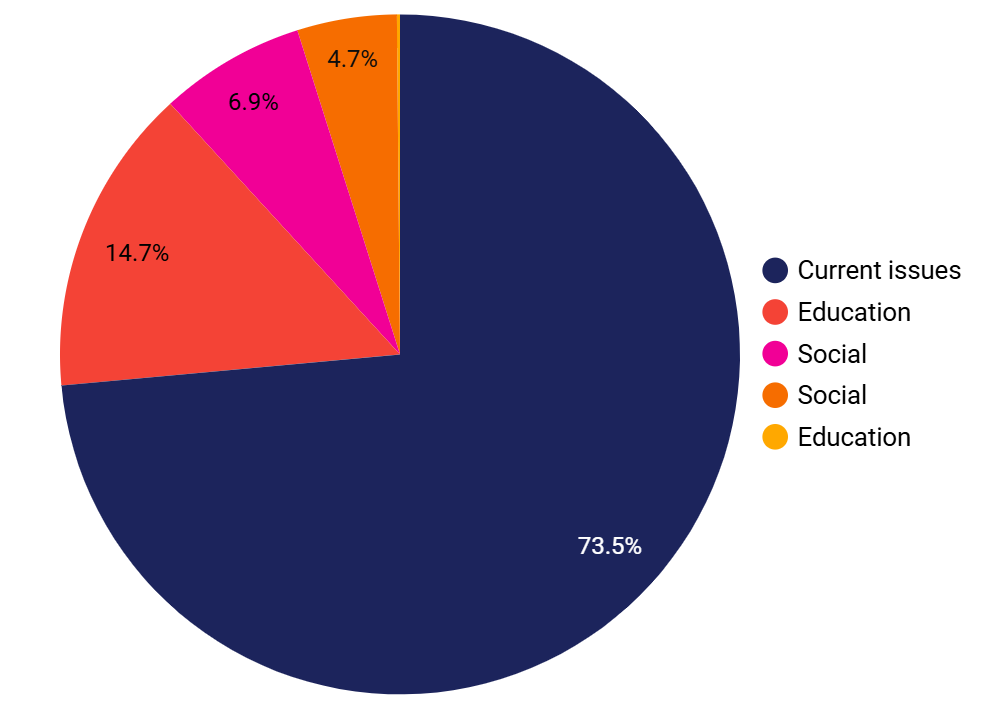 4.7%
6.9%
14.7%
73.5%
Current issues
Education
Social
Social
Education